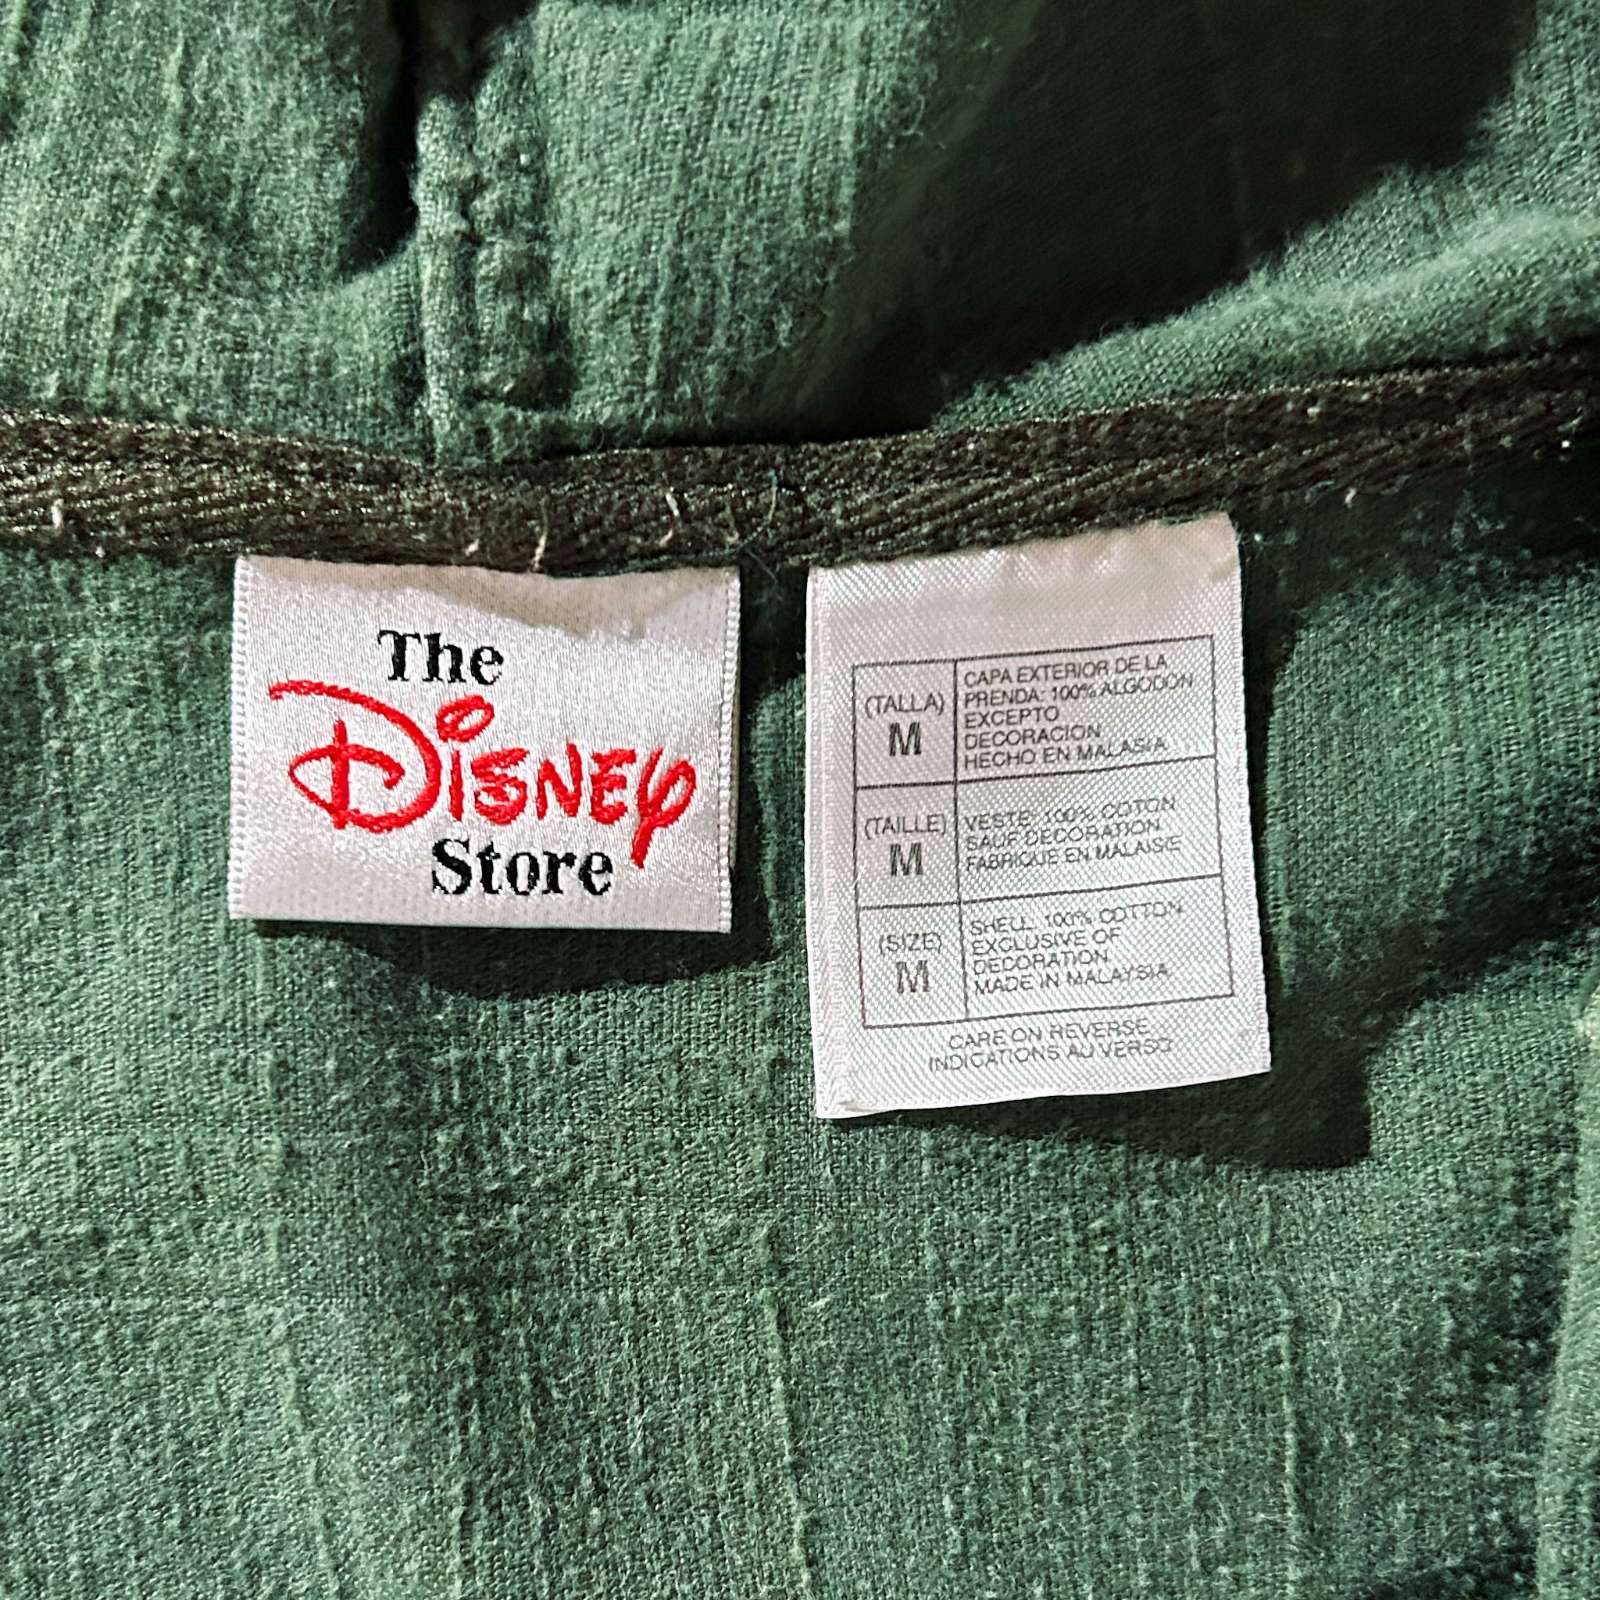 The
Disney
Store
(TALLA)
M
CAPA EXTERIOR DE LA
PRENDA: 100% ALGODON
EXCEPTO
DECORACION
HECHO EN MALASIA
(TAILLE)
M
VESTE: 100% COTON
SAUF DECORATION
FABRIQUE EN MALAISIE
(SIZE)
M
SHELL: 100% COTTON
EXCLUSIVE OF
DECORATION
MADE IN MALAYSIA
CARE ON REVERSE
INDICATIONS AU VERSO